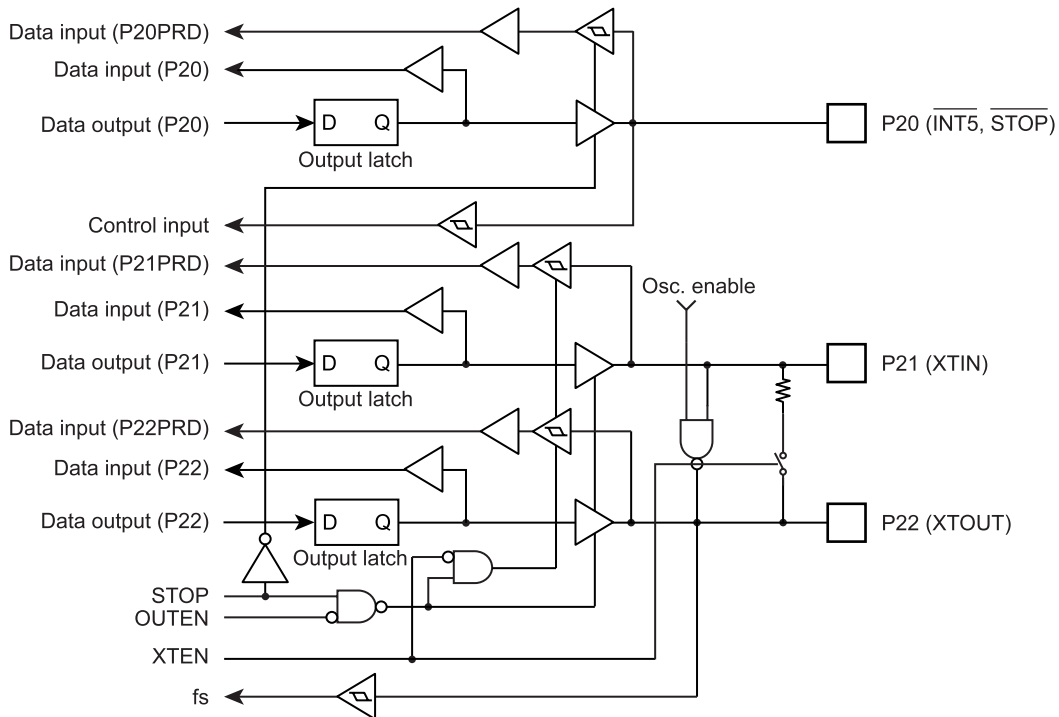 Data input (P20PRD)
Data input (P20)
Data output (P20)
D Q
Output latch
P20 (INT5, STOP)
Control input
Data input (P21PRD)
Osc. enable
Data input (P21)
Data output (P21)
D Q
Output latch
P21 (XTIN)
Data input (P22PRD)
Data input (P22)
Data output (P22)
D Q
Output latch
P22 (XTOUT)
STOP
OUTEN
XTEN
fs